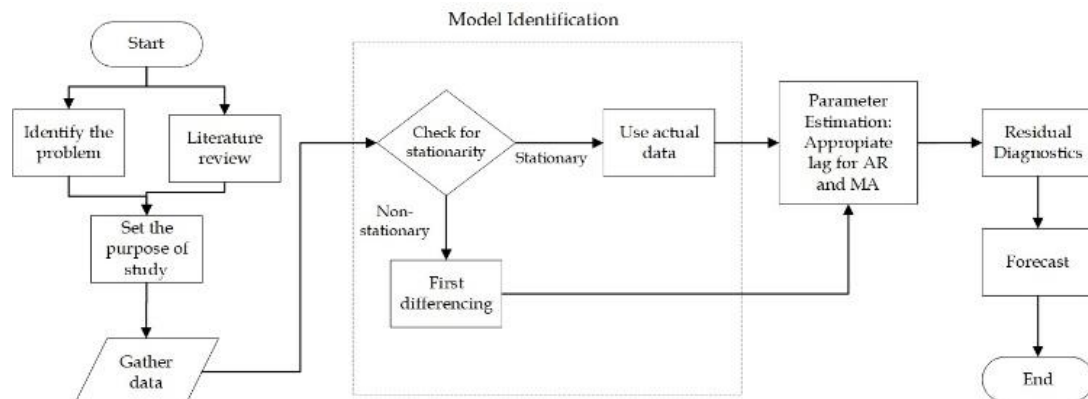 Model Identification
Start
Identify the
problem
Literature
review
Set the
purpose of
study
Gather
data
Check for
stationarity
Stationary
Non-
stationary
Use actual
data
First
differencing
Parameter
Estimation:
Appropiate
lag for AR
and MA
Residual
Diagnostics
Forecast
End